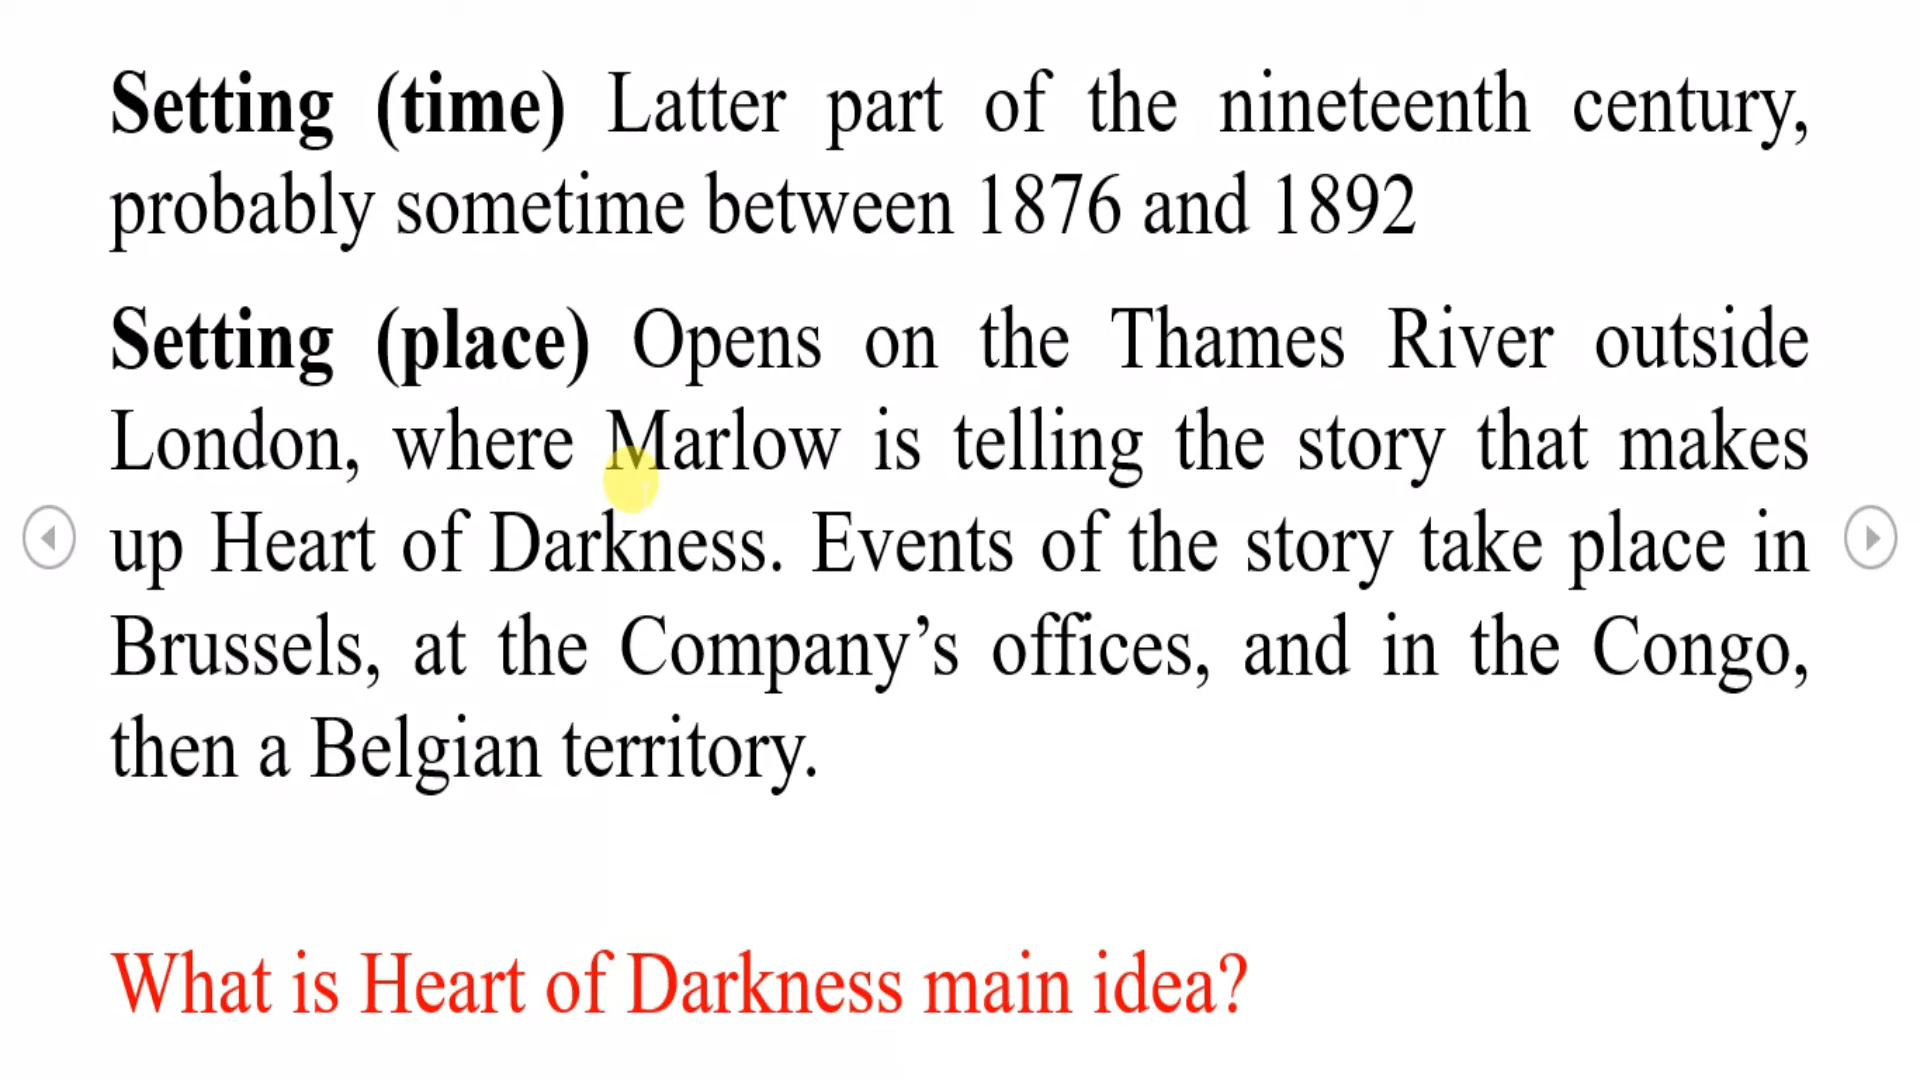 Setting (time) Latter part of the nineteenth century,
probably sometime between 1876 and 1892
Setting (place) Opens on the Thames River outside
London, where Marlow is telling the story that makes
up Heart of Darkness. Events of the story take place in
Brussels, at the Company’s offices, and in the Congo,
then a Belgian territory.
What is Heart of Darkness main idea?